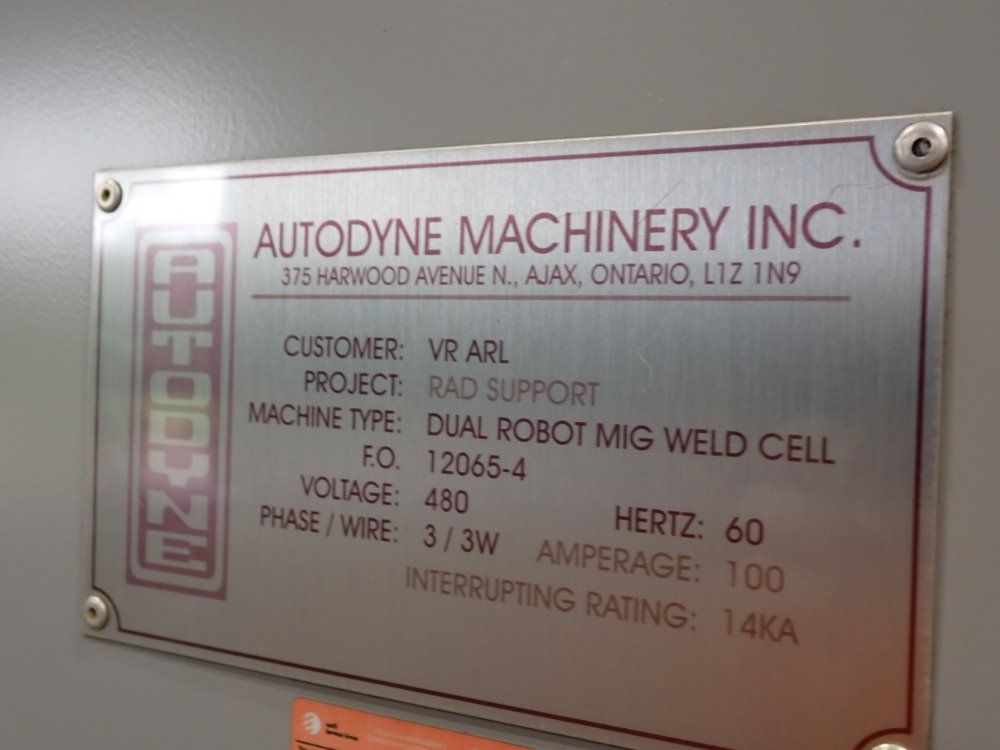 AUTODYNE
AUTODYNE MACHINERY INC.
375 HARWOOD AVENUE N., AJAX, ONTARIO, L1Z 1N9
CUSTOMER: VR ARL
PROJECT: RAD SUPPORT
MACHINE TYPE: DUAL ROBOT MIG WELD CELL
F.O. 12065-4
VOLTAGE: 480 HERTZ: 60
PHASE / WIRE: 3 / 3W AMPERAGE: 100
INTERRUPTING RATING: 14KA